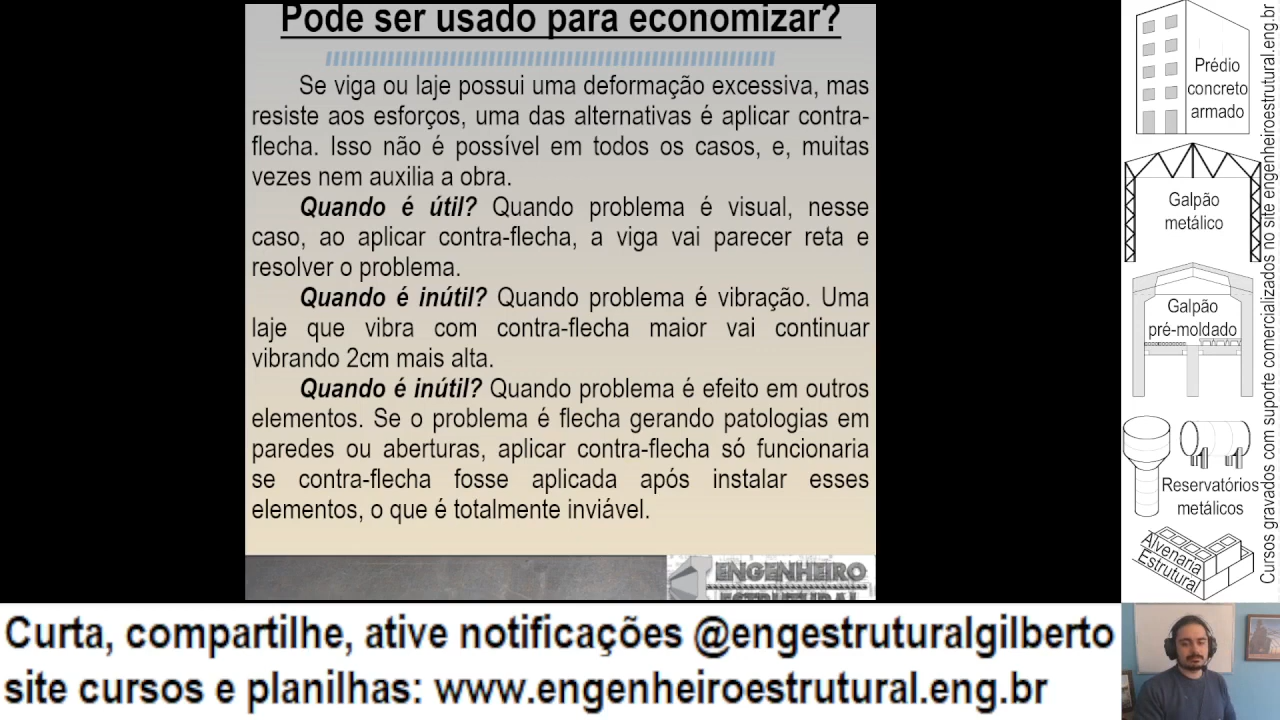 Pode ser usado para economizar?
Se viga ou laje possui uma deformação excessiva, mas
resiste aos esforços, uma das alternativas é aplicar contra-
flecha. Isso não é possível em todos os casos, e, muitas
vezes nem auxilia a obra.
Quando é útil? Quando problema é visual, nesse
caso, ao aplicar contra-flecha, a viga vai parecer reta e
resolver o problema.
Quando é inútil? Quando problema é vibração. Uma
laje que vibra com contra-flecha maior vai continuar
vibrando 2cm mais alta.
Quando é inútil? Quando problema é efeito em outros
elementos. Se o problema é flecha gerando patologias em
paredes ou aberturas, aplicar contra-flecha só funcionaria
se contra-flecha fosse aplicada após instalar esses
elementos, o que é totalmente inviável.
ENGENHEIRO
ESTRUTURAL
Prédio
concreto
armado
Galpão
metálico
Galpão
pré-moldado
Reservatórios
metálicos
Alvenaria
Estrutural
Cursos gravados com suporte comercializados no site engenheiroestrutural.eng.br
Curta, compartilhe, ative notificações @engestruturalgilberto
site cursos e planilhas: www.engenheiroestrutural.eng.br